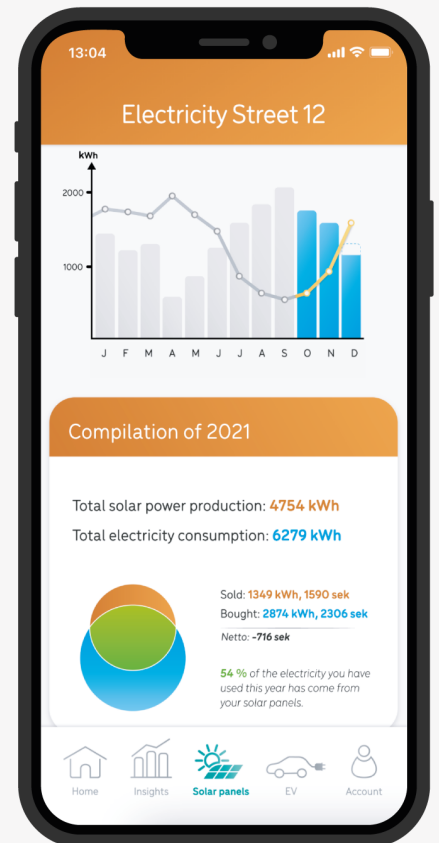 13:04
Electricity Street 12
kWh
2000
1000
J F M A M J J A S O N D
Compilation of 2021
Total solar power production: 4754 kWh
Total electricity consumption: 6279 kWh
Sold: 1349 kWh, 1590 sek
Bought: 2874 kWh, 2306 sek
Netto: -716 sek
54 % of the electricity you have
used this year has come from
your solar panels.
Home Insights Solar panels EV Account